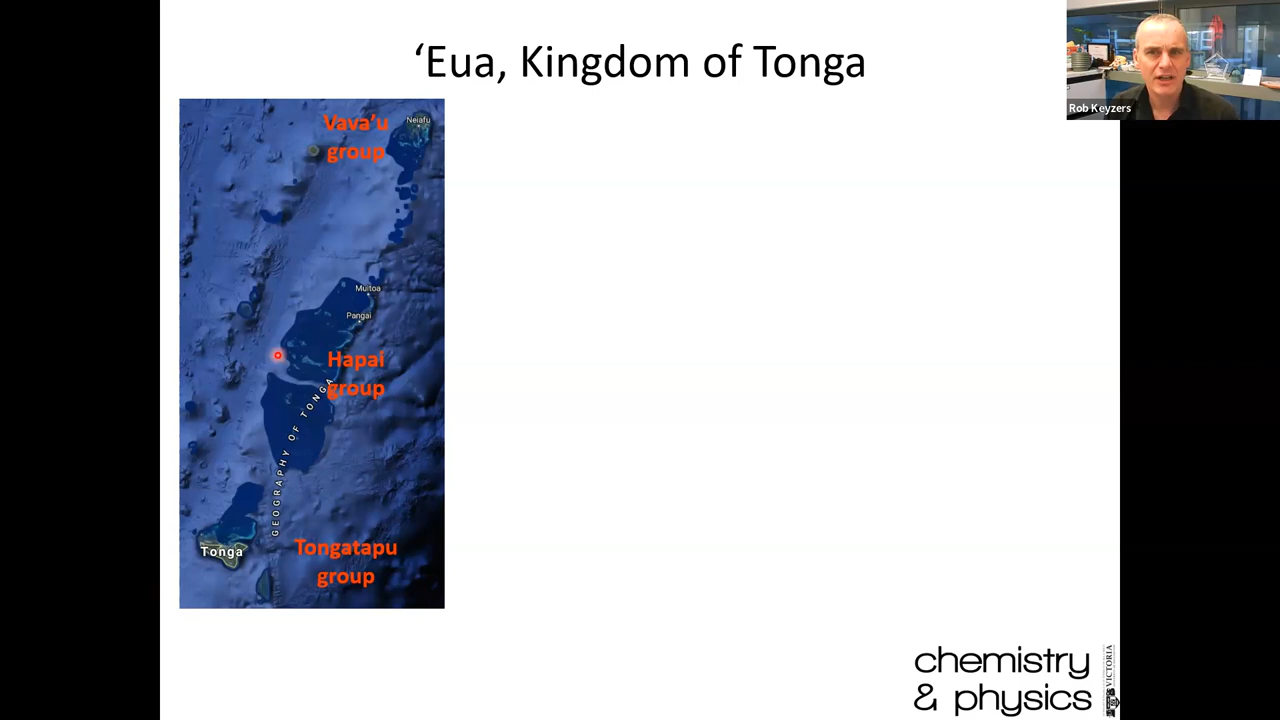 ‘Eua, Kingdom of Tonga
Rob Keyzers
Vava’u
group
Neiafu
Muitoa
Pangai
Hapai
group
GEOGRAPHY OF TONGA
Tonga
Tongatapu
group
chemistry
& physics
VICTORIA